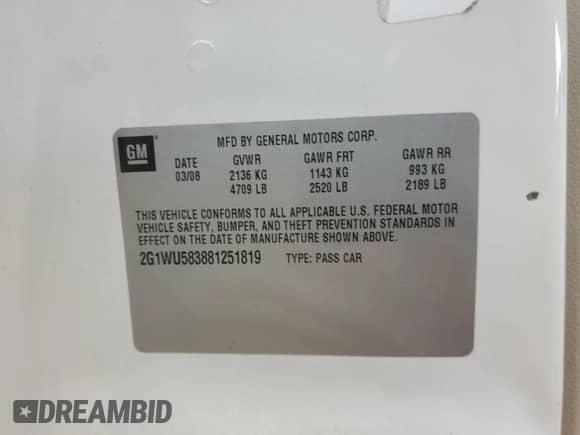 GM
MFD BY GENERAL MOTORS CORP.
DATE GVWR GAWR FRT GAWR RR
03/08 2136 KG 1143 KG 993 KG
4709 LB 2520 LB 2189 LB
THIS VEHICLE CONFORMS TO ALL APPLICABLE U.S. FEDERAL MOTOR
VEHICLE SAFETY, BUMPER, AND THEFT PREVENTION STANDARDS IN
EFFECT ON THE DATE OF MANUFACTURE SHOWN ABOVE.
2G1WU583881251819 TYPE: PASS CAR
DREAMBID